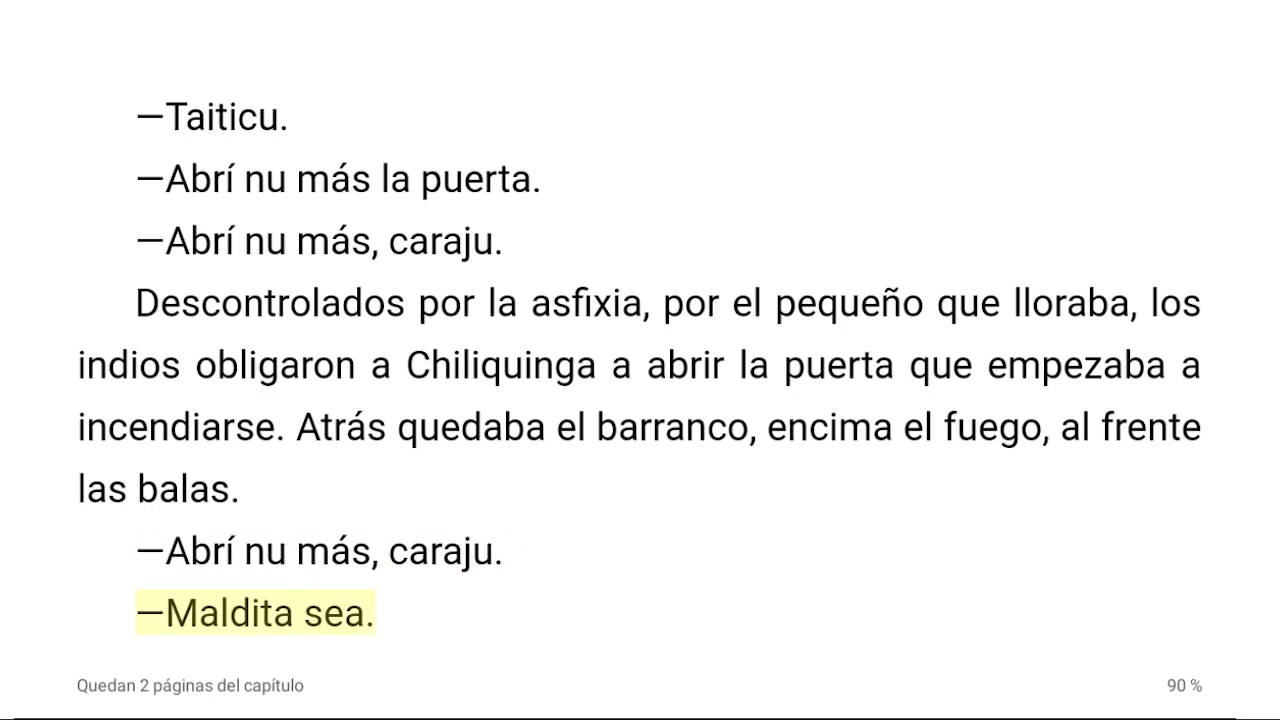 —Taiticu.
—Abrí nu más la puerta.
—Abrí nu más, caraju.
Descontrolados por la asfixia, por el pequeño que lloraba, los
indios obligaron a Chiliquinga a abrir la puerta que empezaba a
incendiarse. Atrás quedaba el barranco, encima el fuego, al frente
las balas.
—Abrí nu más, caraju.
—Maldita sea.
Quedan 2 páginas del capítulo
90 %